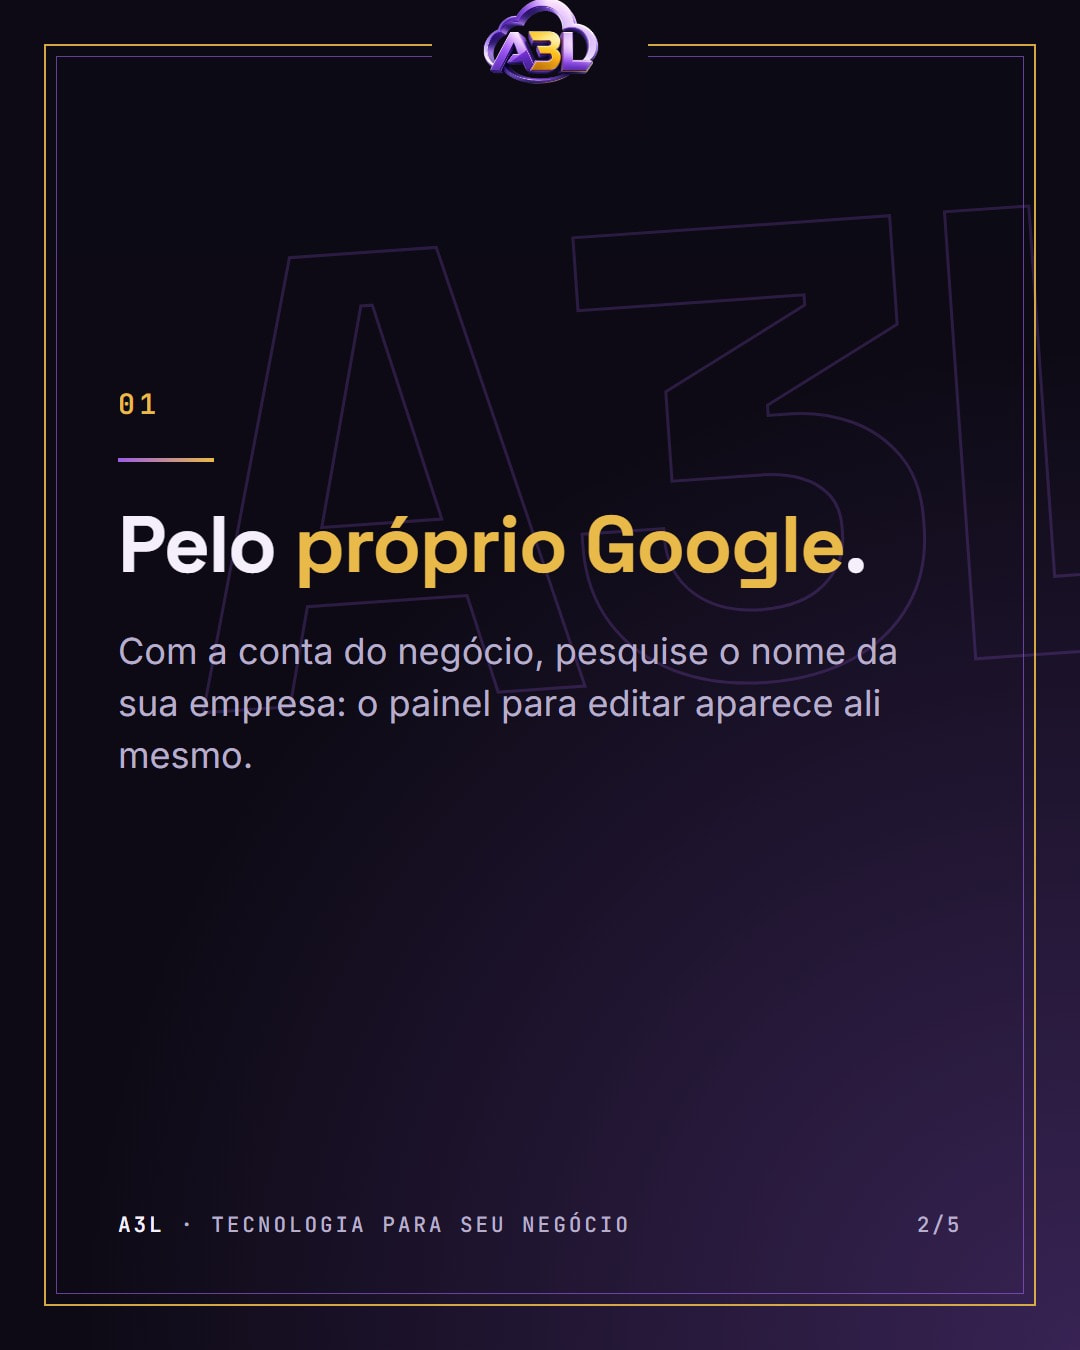 A3L
A3L
01
Pelo próprio Google.
Com a conta do negócio, pesquise o nome da
sua empresa: o painel para editar aparece ali
mesmo.
A3L · TECNOLOGIA PARA SEU NEGÓCIO
2/5